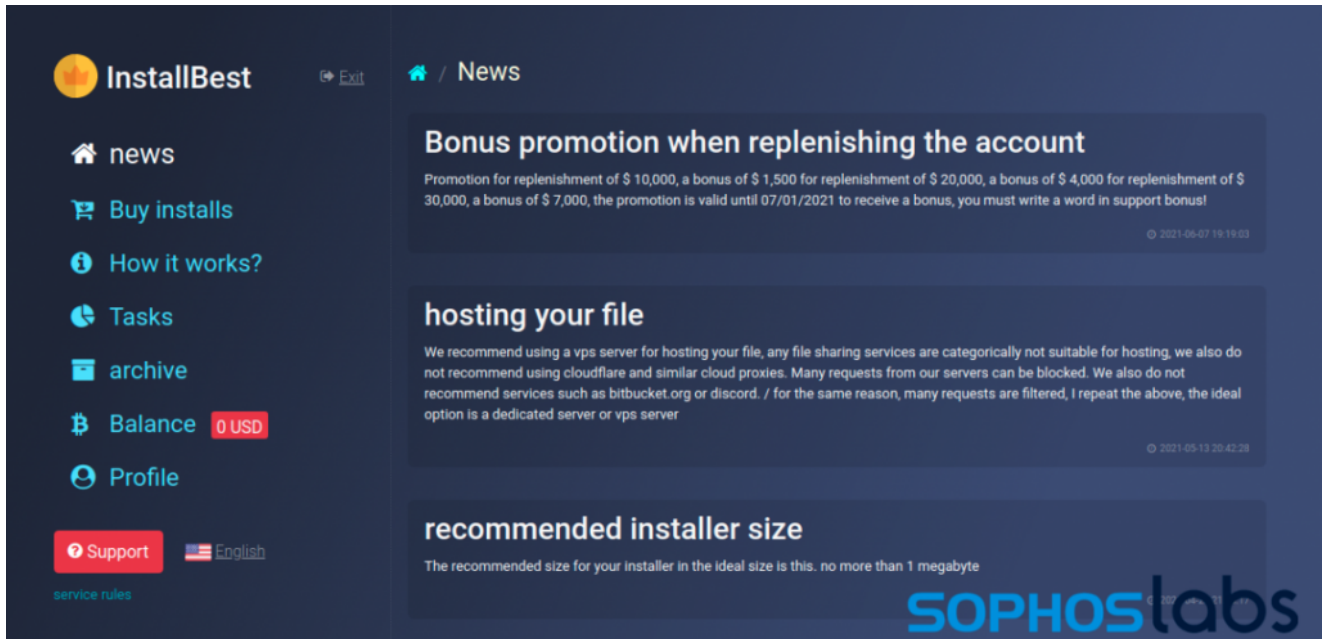 InstallBest
Exit
news
Buy installs
How it works?
Tasks
archive
Balance 0 USD
Profile
Support
English
service rules
/ News
Bonus promotion when replenishing the account
Promotion for replenishment of $ 10,000, a bonus of $ 1,500 for replenishment of $ 20,000, a bonus of $ 4,000 for replenishment of $
30,000, a bonus of $ 7,000, the promotion is valid until 07/01/2021 to receive a bonus, you must write a word in support bonus!
2021-06-07 19:19:03
hosting your file
We recommend using a vps server for hosting your file, any file sharing services are categorically not suitable for hosting, we also do
not recommend using cloudflare and similar cloud proxies. Many requests from our servers can be blocked. We also do not
recommend services such as bitbucket.org or discord. / for the same reason, many requests are filtered, I repeat the above, the ideal
option is a dedicated server or vps server
2021-05-13 20:42:28
recommended installer size
The recommended size for your installer in the ideal size is this. no more than 1 megabyte
SOPHOSlabs